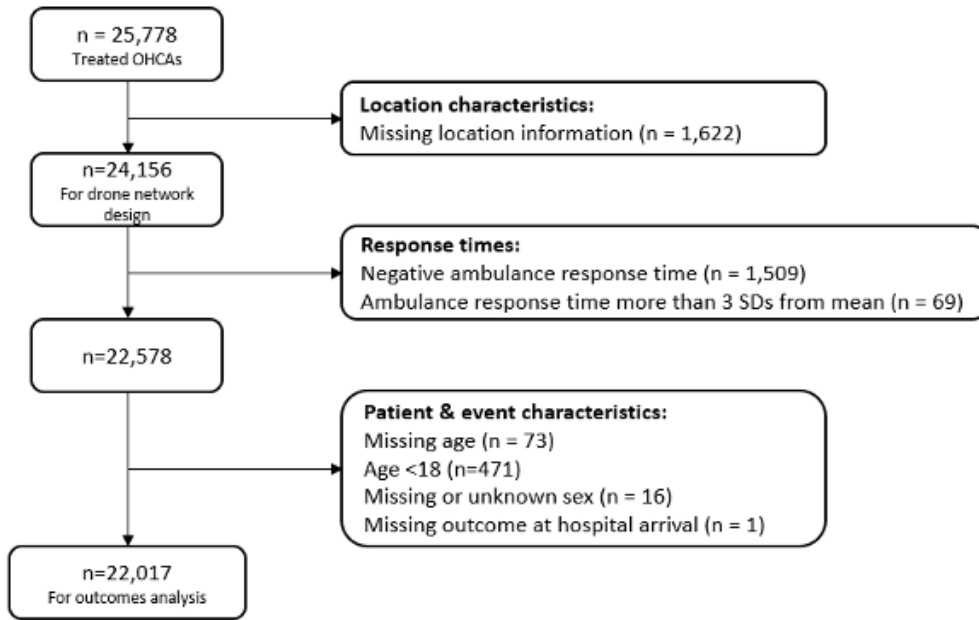 n = 25,778
Treated OHCAs
Location characteristics:
Missing location information (n = 1,622)
n=24,156
For drone network
design
Response times:
Negative ambulance response time (n = 1,509)
Ambulance response time more than 3 SDs from mean (n = 69)
n=22,578
Patient & event characteristics:
Missing age (n = 73)
Age <18 (n=471)
Missing or unknown sex (n = 16)
Missing outcome at hospital arrival (n = 1)
n=22,017
For outcomes analysis